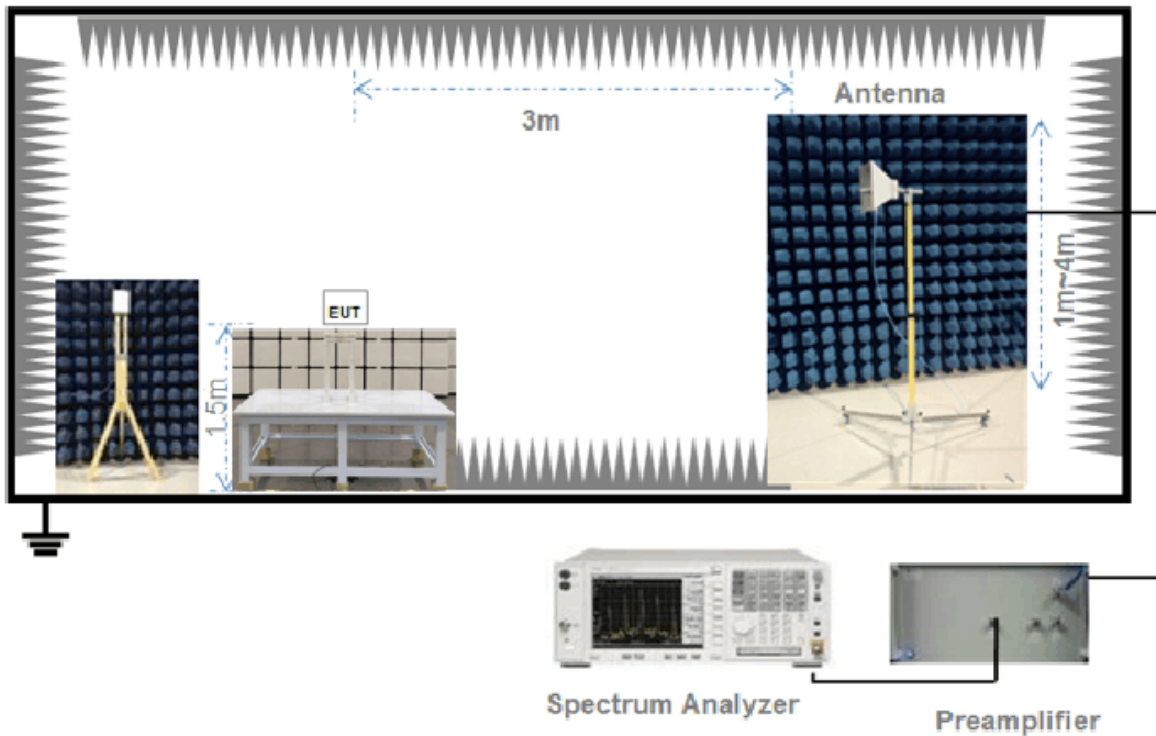 Antenna
3m
1m~4m
EUT
1.5m
Spectrum Analyzer
Preamplifier